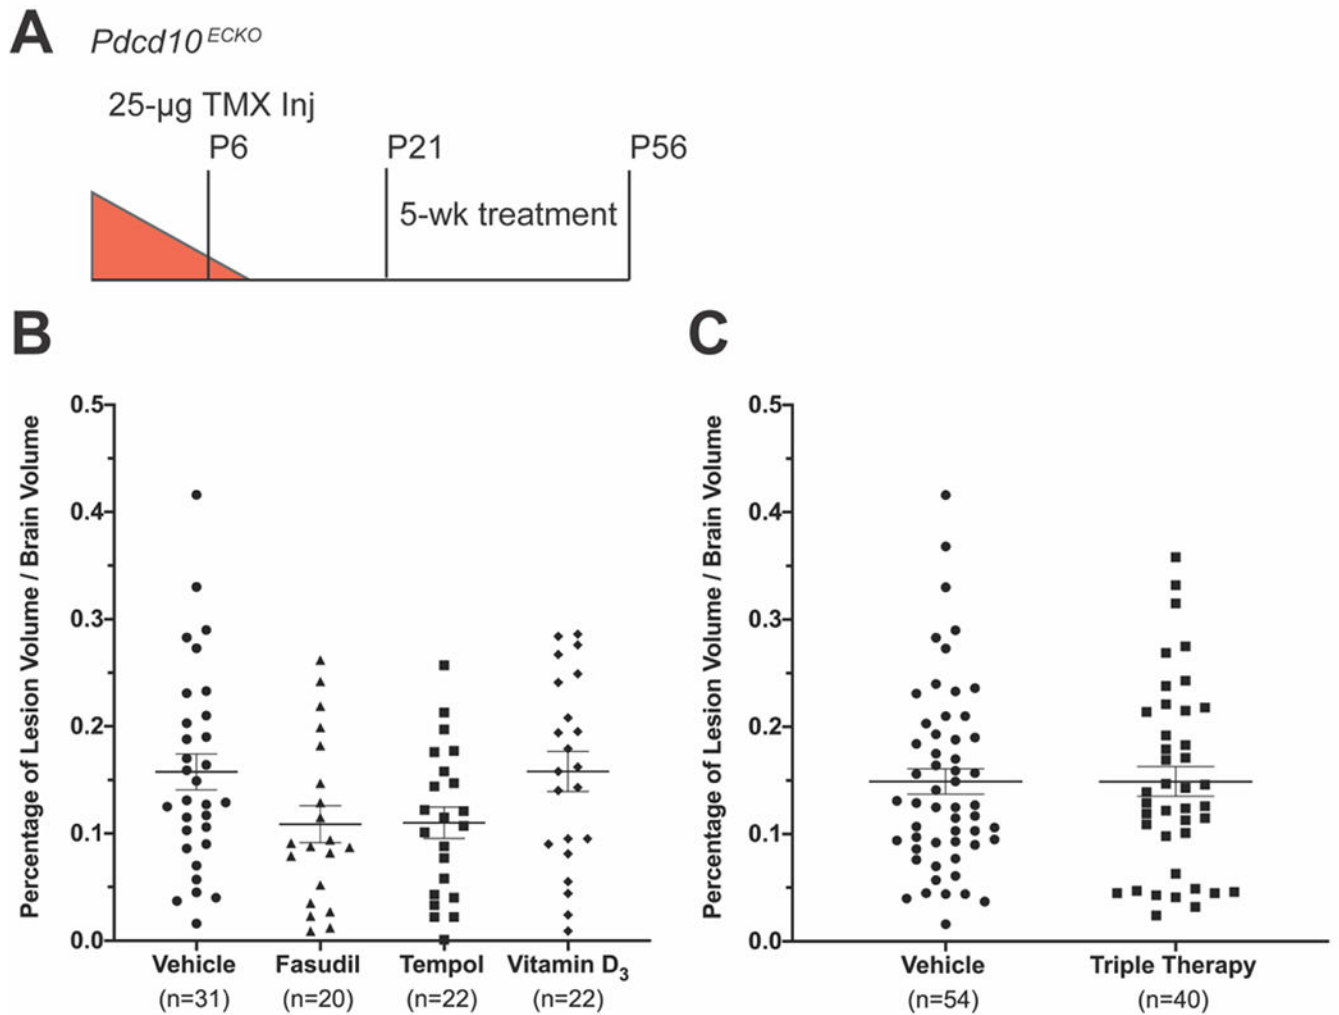 A
Pdcd10 ECKO
25-µg TMX Inj
P6 P21 P56
5-wk treatment
B C
Percentage of Lesion Volume / Brain Volume
0.5
0.4
0.3
0.2
0.1
0.0
Vehicle Fasudil Tempol Vitamin D3
(n=31) (n=20) (n=22) (n=22)
Percentage of Lesion Volume / Brain Volume
0.5
0.4
0.3
0.2
0.1
0.0
Vehicle Triple Therapy
(n=54) (n=40)